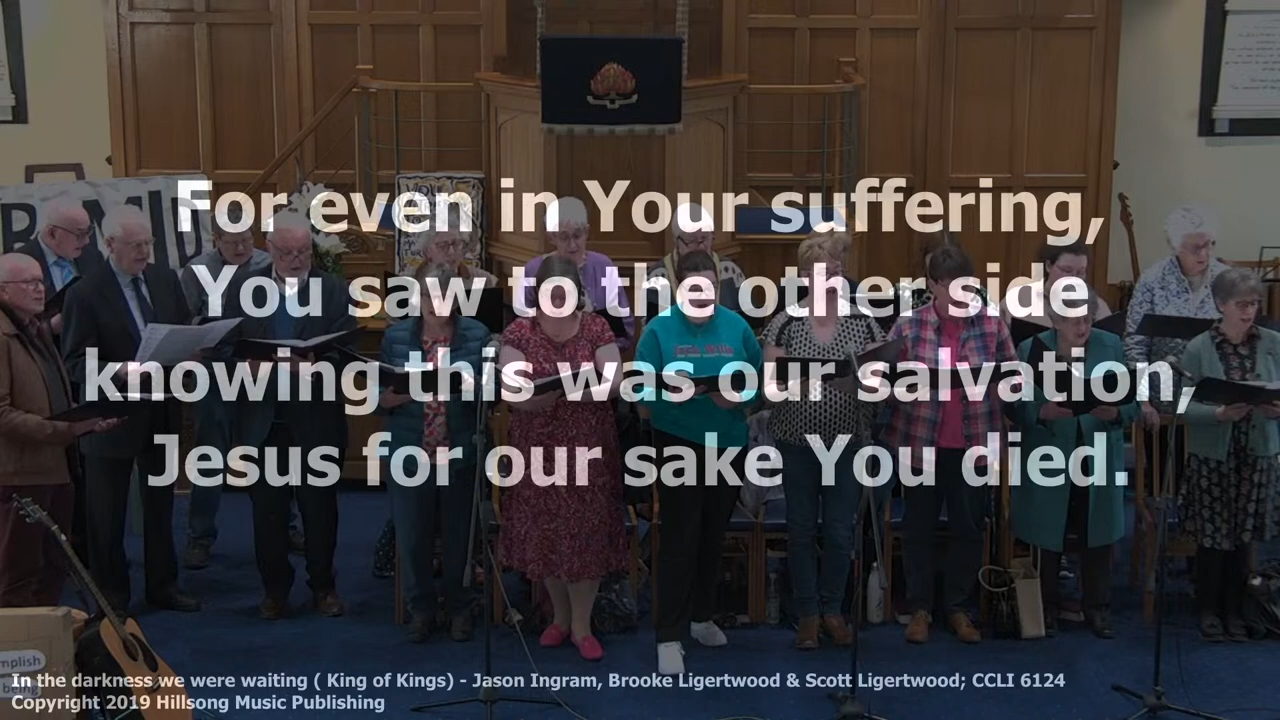 For even in Your suffering,
You saw to the other side
knowing this was our salvation,
Jesus for our sake You died.
mplish
being
In the darkness we were waiting ( King of Kings) - Jason Ingram, Brooke Ligertwood & Scott Ligertwood; CCLI 6124
Copyright 2019 Hillsong Music Publishing